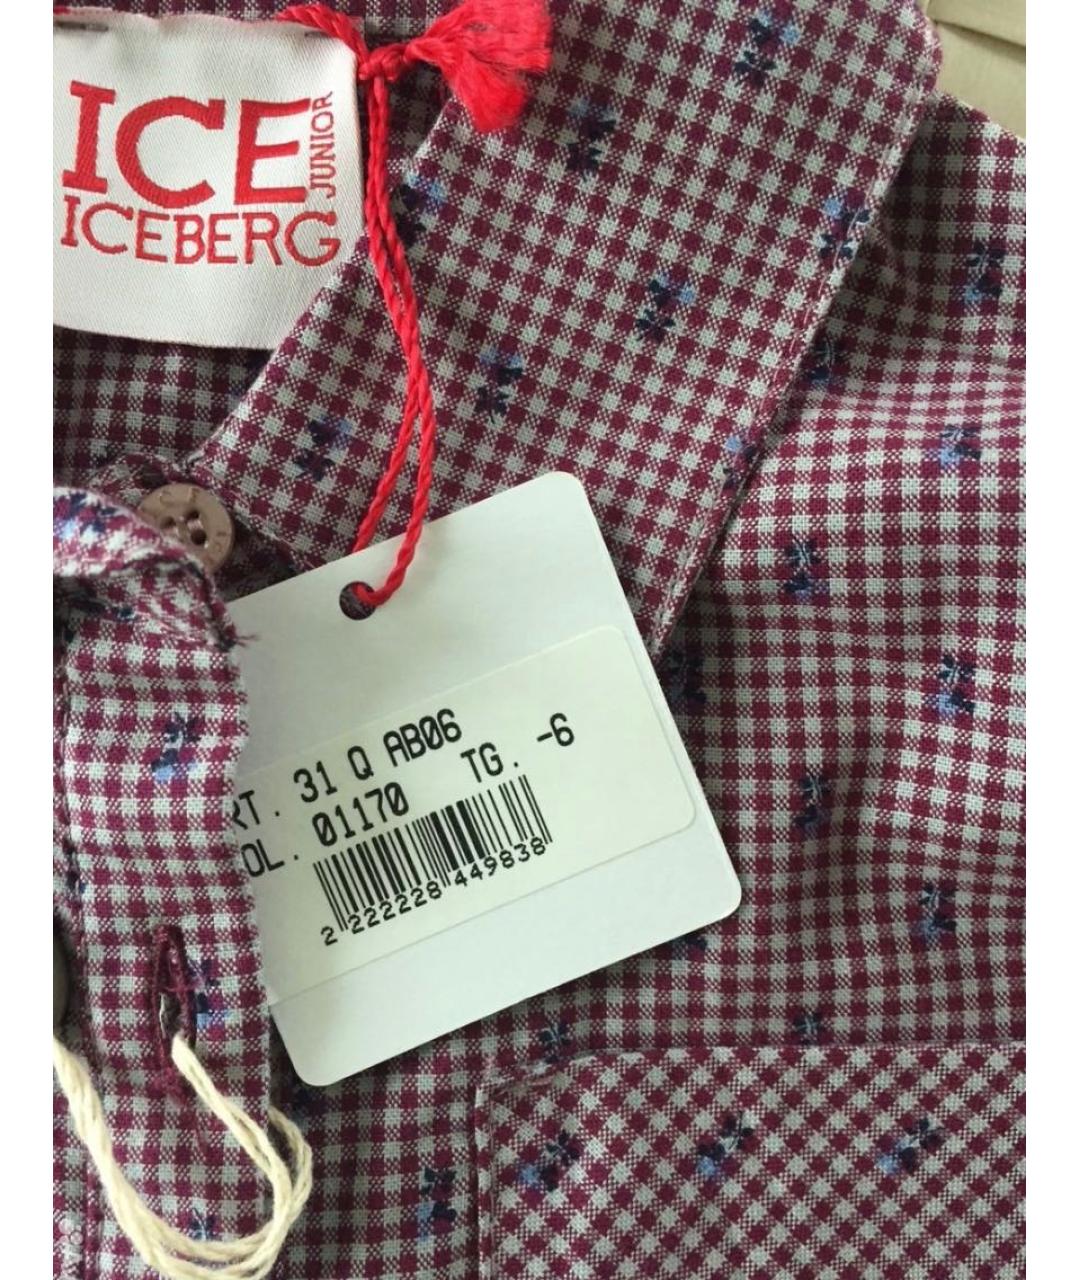 ICE
JUNIOR
ICEBERG
RT. 31 Q AB06
OL. 01170 TG. -6
2 222228 449838